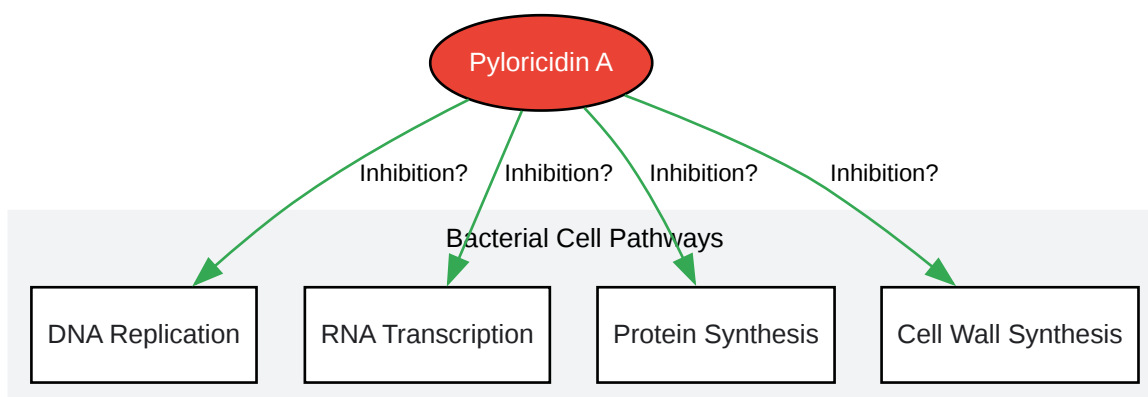 Pyloricidin A
Inhibition?
Inhibition?
Inhibition?
Inhibition?
Bacterial Cell Pathways
DNA Replication
RNA Transcription
Protein Synthesis
Cell Wall Synthesis